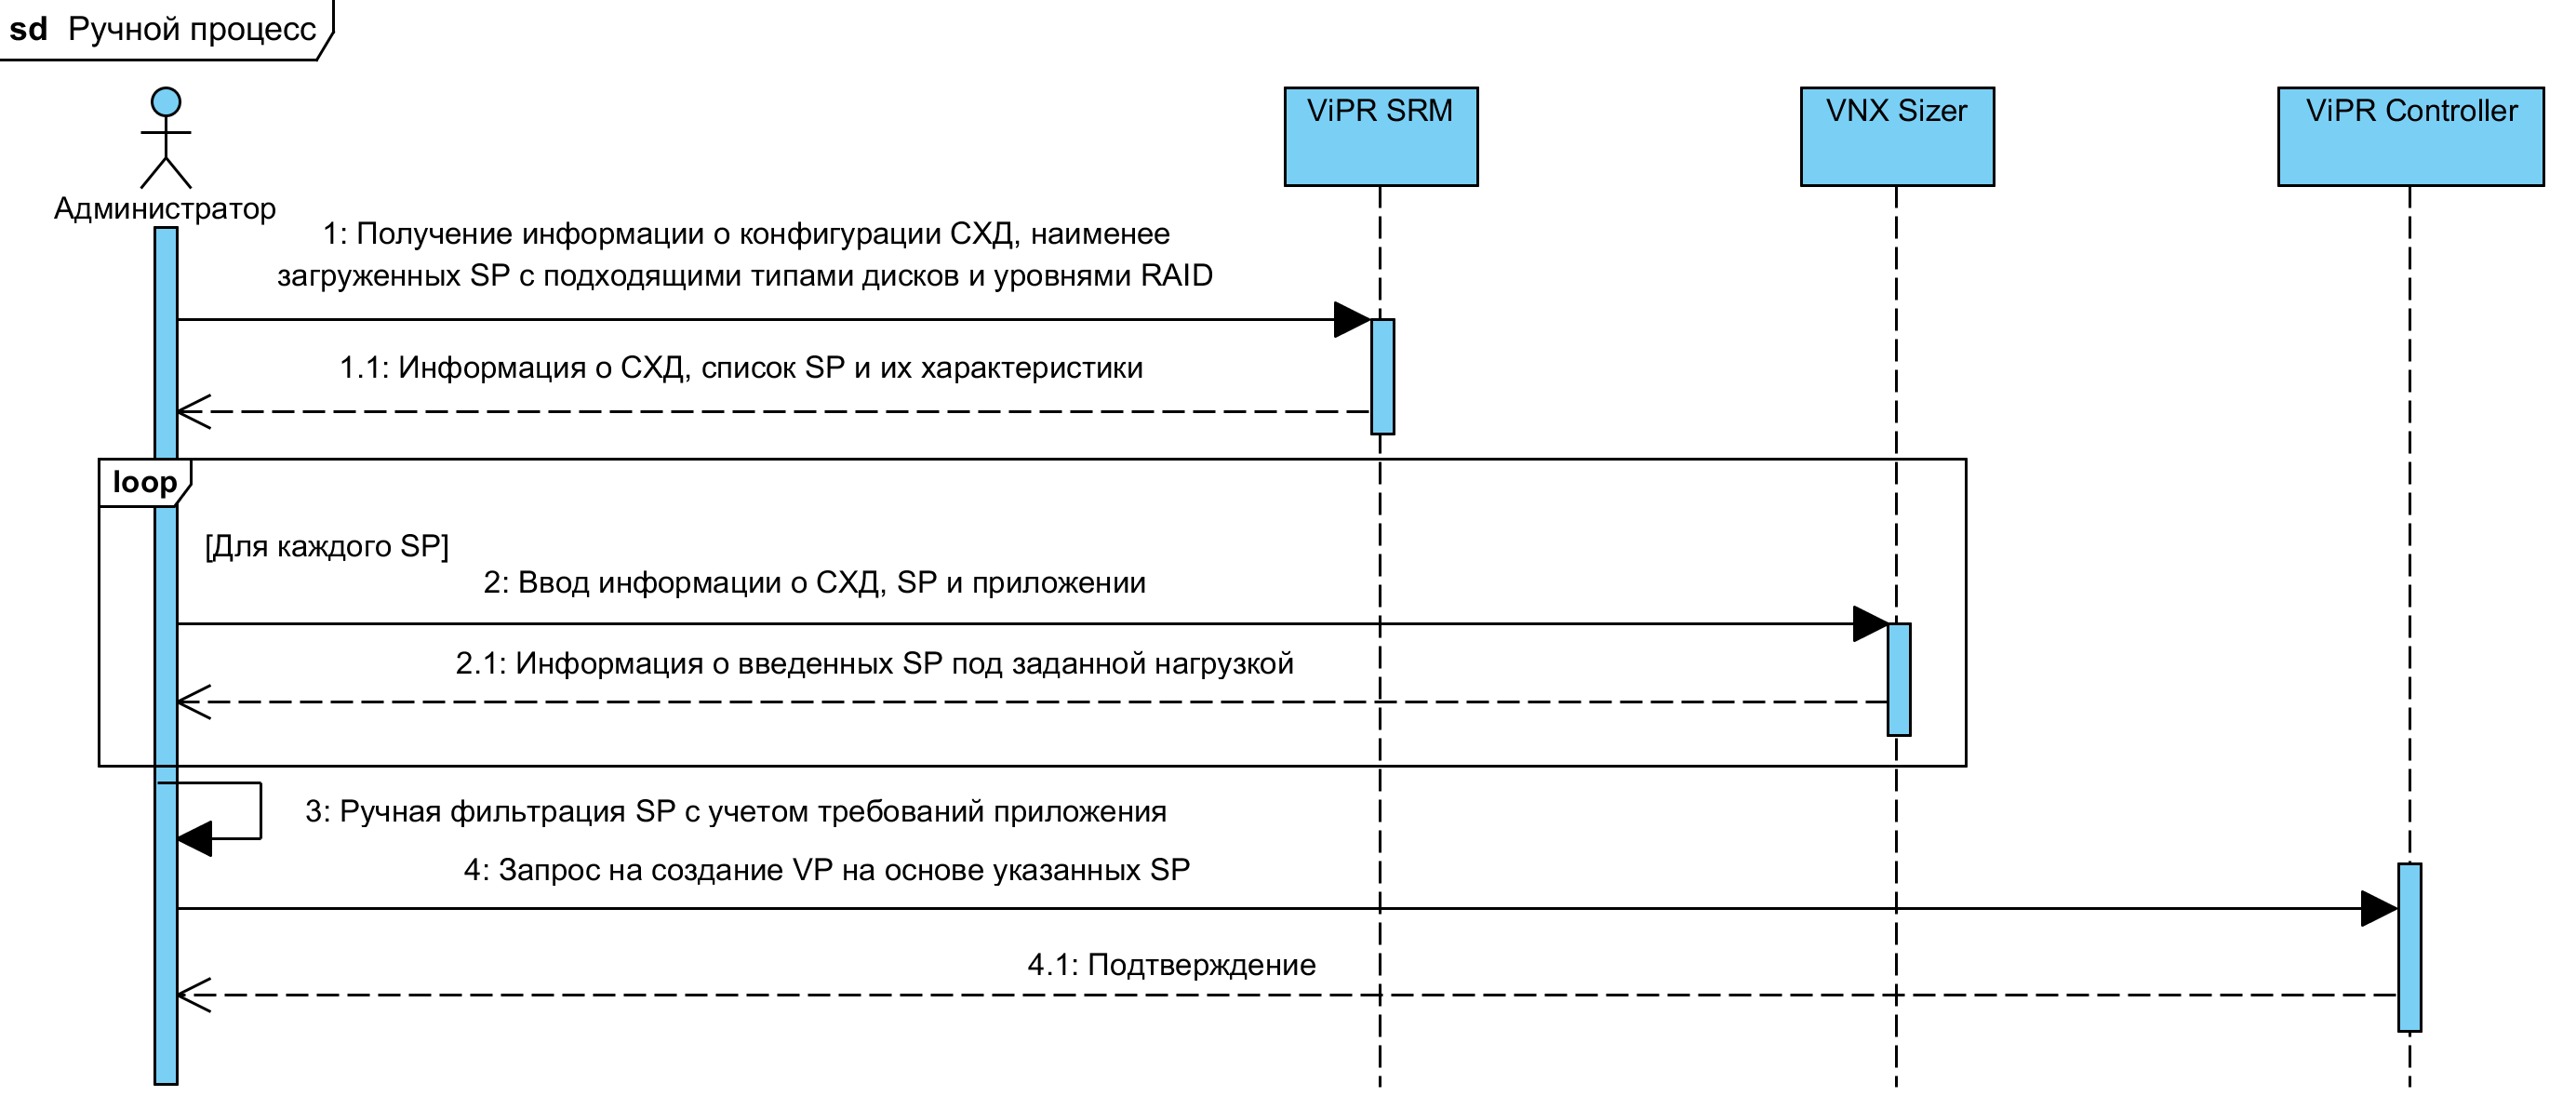 sd Ручной процесс
Администратор
ViPR SRM
VNX Sizer
ViPR Controller
1: Получение информации о конфигурации СХД, наименее
загруженных SP с подходящими типами дисков и уровнями RAID
1.1: Информация о СХД, список SP и их характеристики
loop
[Для каждого SP]
2: Ввод информации о СХД, SP и приложении
2.1: Информация о введенных SP под заданной нагрузкой
3: Ручная фильтрация SP с учетом требований приложения
4: Запрос на создание VP на основе указанных SP
4.1: Подтверждение